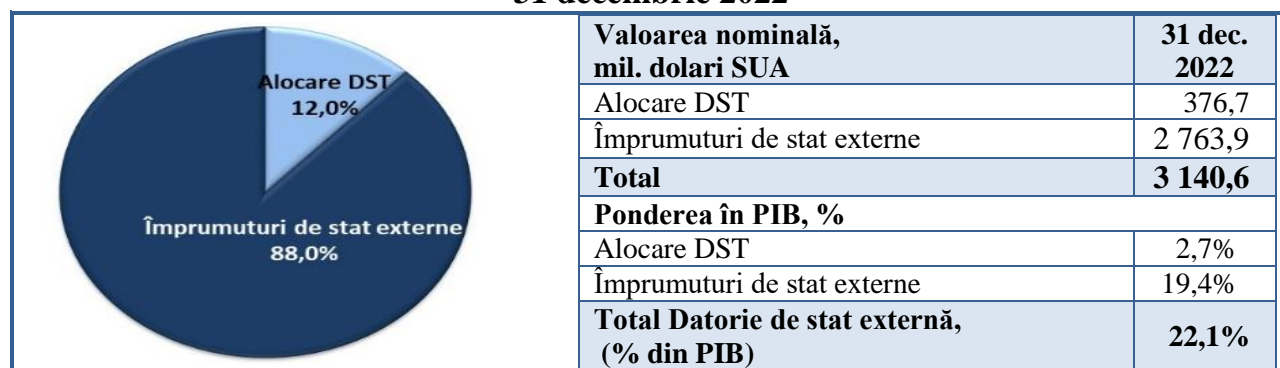 31 decembrie 2022
Alocare DST
12,0%
Împrumuturi de stat externe
88,0%
Valoarea nominală,
mil. dolari SUA
31 dec.
2022
Alocare DST 376,7
Împrumuturi de stat externe 2 763,9
Total 3 140,6
Ponderea în PIB, %
Alocare DST 2,7%
Împrumuturi de stat externe 19,4%
Total Datorie de stat externă,
(% din PIB)
22,1%